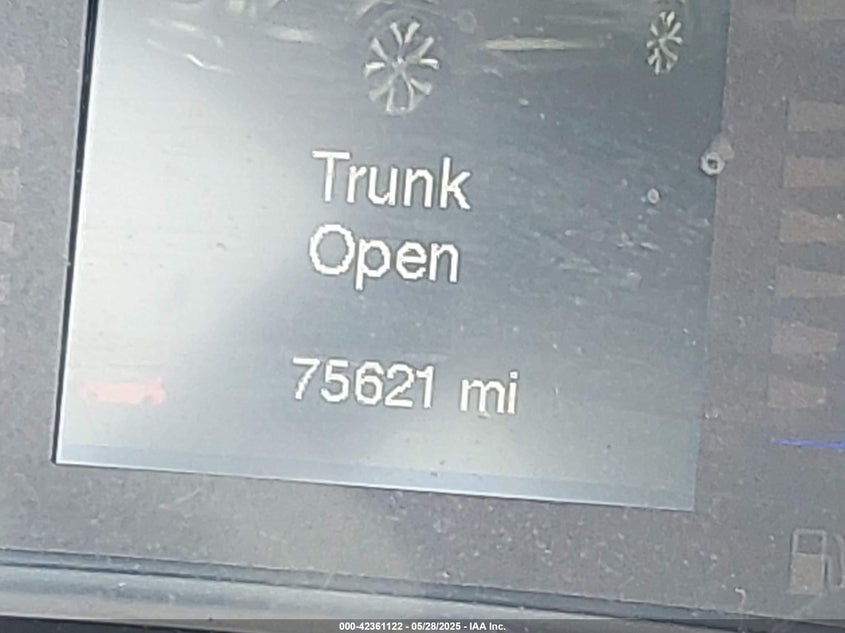 Trunk
Open
75621 mi
000-42361122 - 05/28/2025 - IAA Inc.